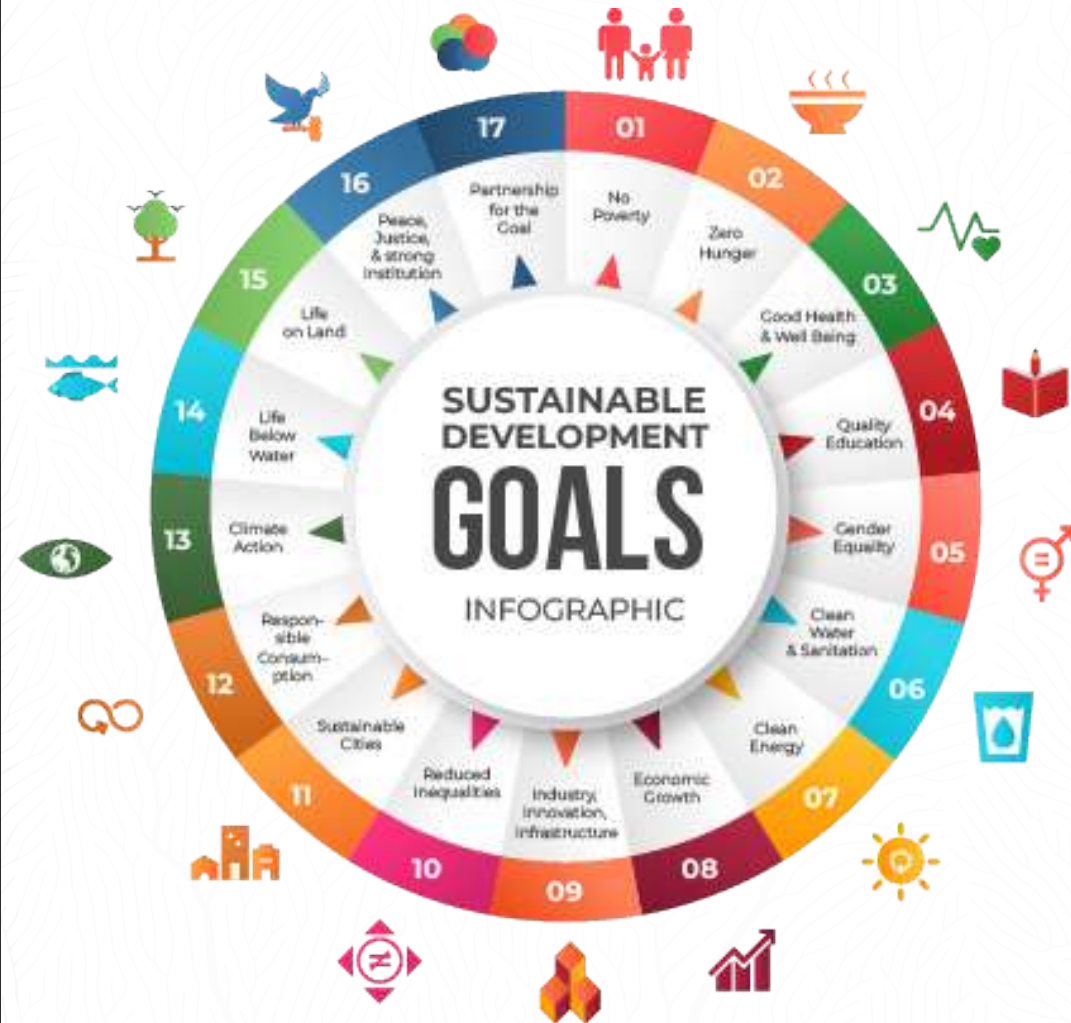 SUSTAINABLE
DEVELOPMENT
GOALS
INFOGRAPHIC
01
No
Poverty
02
Zero
Hunger
03
Good Health
& Well Being
04
Quality
Education
05
Gender
Equality
06
Clean
Water
& Sanitation
07
Clean
Energy
08
Economic
Growth
09
Industry,
Innovation,
Infrastructure
10
Reduced
Inequalities
11
Sustainable
Cities
12
Respon-
sible
Consum-
ption
13
Climate
Action
14
Life
Below
Water
15
Life
on Land
16
Peace,
Justice,
& strong
Institution
17
Partnership
for the
Goal